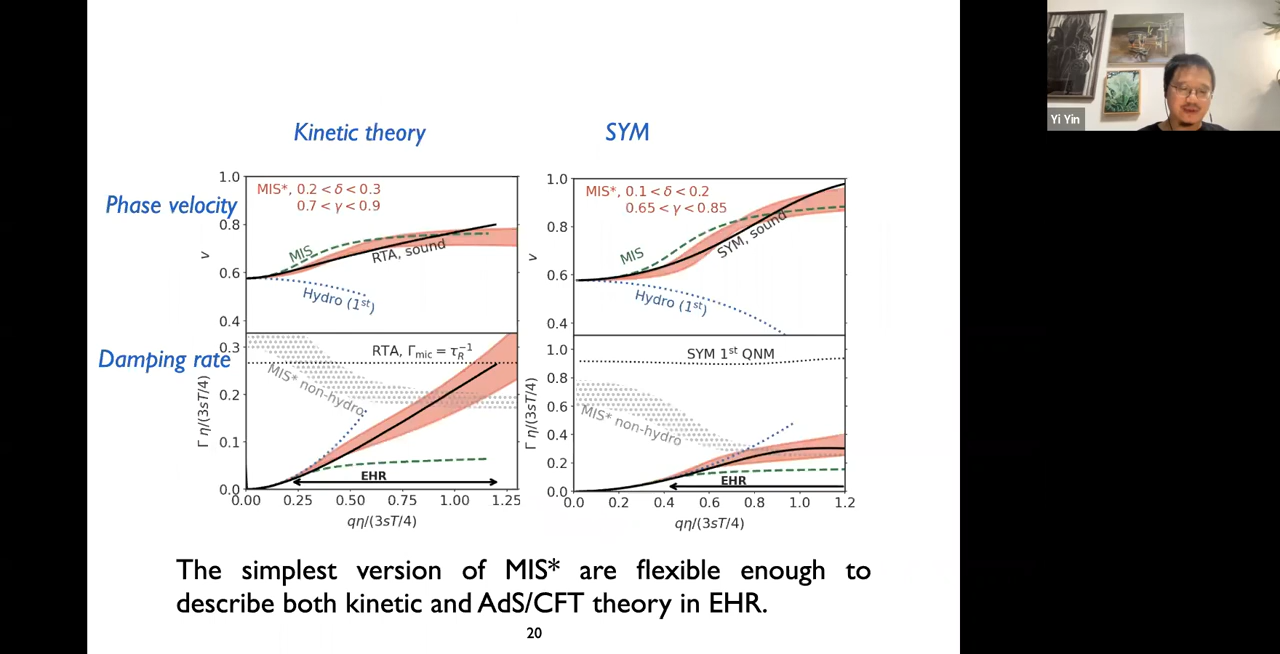 Kinetic theory
SYM
Yi Yin
Phase velocity
Damping rate
1.0
0.8
0.6
0.4
v
MIS*, 0.2 < δ < 0.3
0.7 < γ < 0.9
MIS
RTA, sound
Hydro (1st)
1.0
0.8
0.6
0.4
v
MIS*, 0.1 < δ < 0.2
0.65 < γ < 0.85
MIS
SYM, sound
Hydro (1st)
0.3
0.2
0.1
0.0
Γ η/(3sT/4)
RTA, Γmic = τR⁻¹
MIS* non-hydro
EHR
0.00 0.25 0.50 0.75 1.00 1.25
qη/(3sT/4)
1.0
0.8
0.6
0.4
0.2
0.0
Γ η/(3sT/4)
SYM 1st QNM
MIS* non-hydro
EHR
0.0 0.2 0.4 0.6 0.8 1.0 1.2
qη/(3sT/4)
The simplest version of MIS* are flexible enough to
describe both kinetic and AdS/CFT theory in EHR.
20